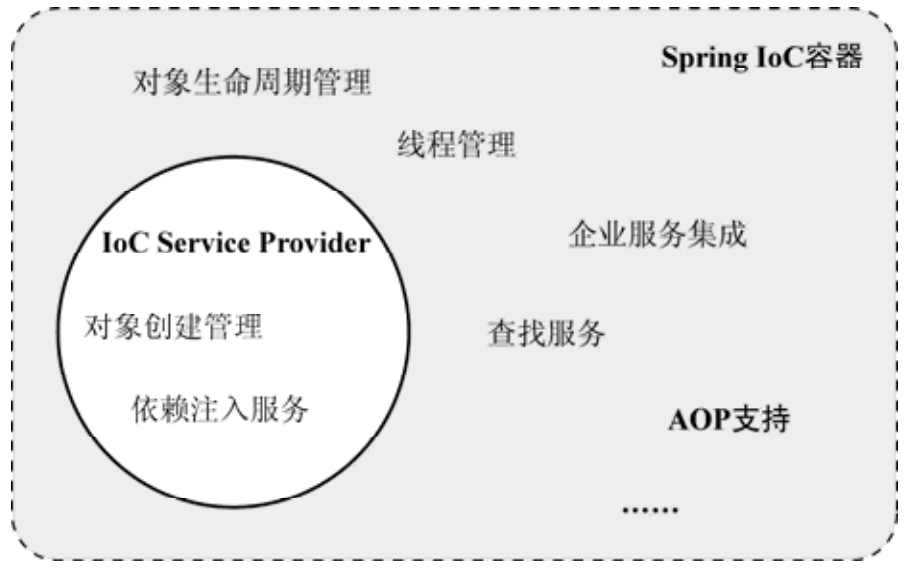 Spring IoC容器
对象生命周期管理
线程管理
企业服务集成
IoC Service Provider
对象创建管理
查找服务
依赖注入服务
AOP支持
......